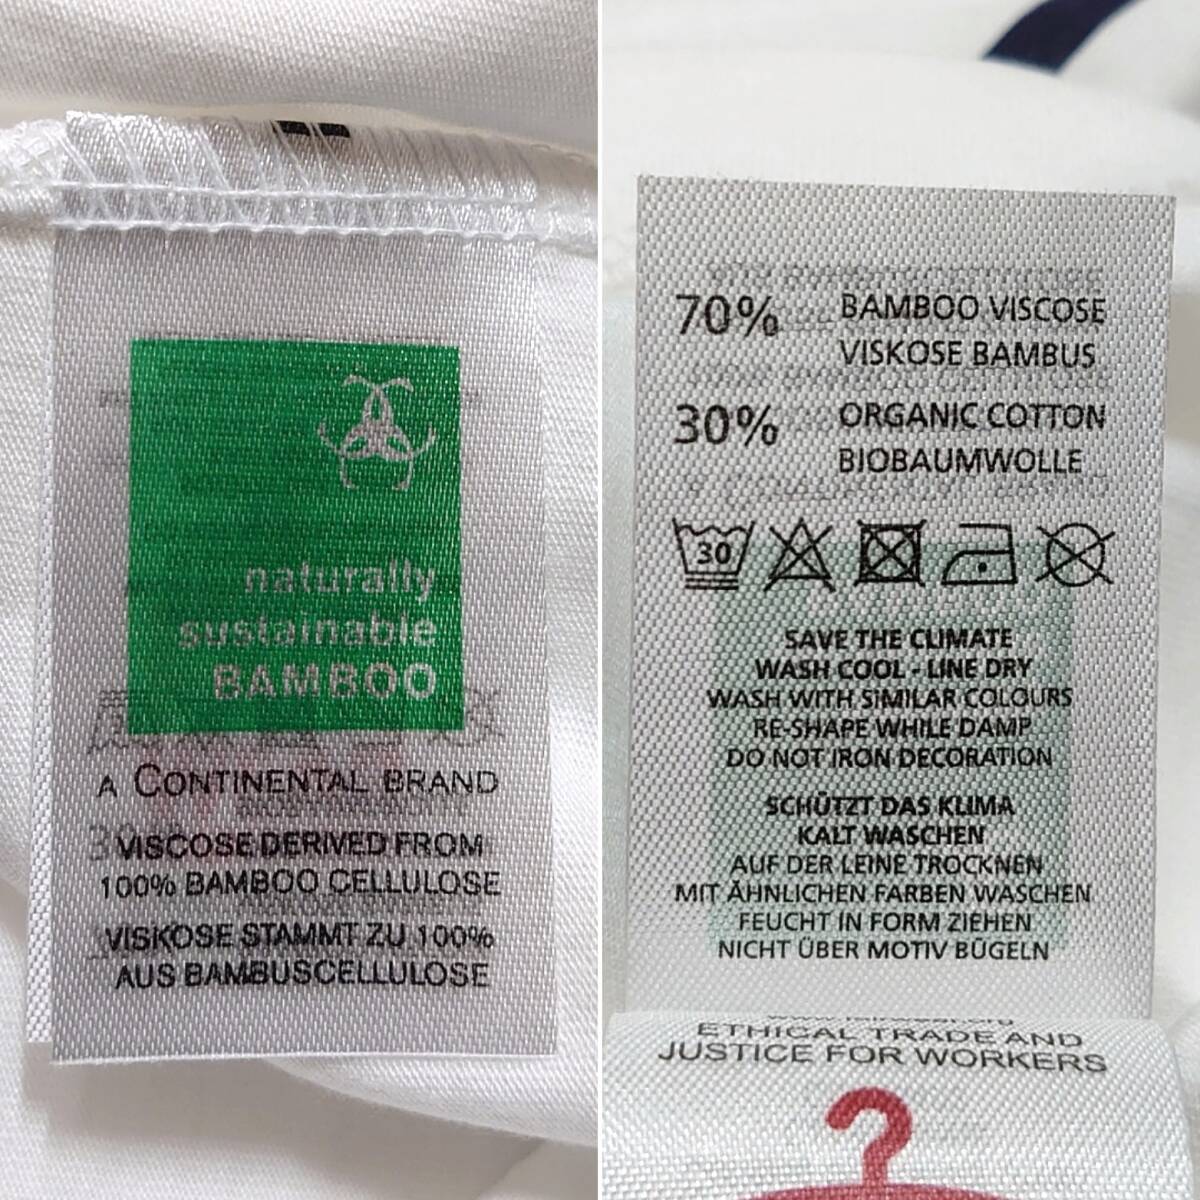 naturally
sustainable
BAMBOO
A CONTINENTAL BRAND
VISCOSE DERIVED FROM
100% BAMBOO CELLULOSE
VISKOSE STAMMT ZU 100%
AUS BAMBUSCELLULOSE
70% BAMBOO VISCOSE
VISKOSE BAMBUS
30% ORGANIC COTTON
BIOBAUMWOLLE
30
SAVE THE CLIMATE
WASH COOL - LINE DRY
WASH WITH SIMILAR COLOURS
RE-SHAPE WHILE DAMP
DO NOT IRON DECORATION
SCHÜTZT DAS KLIMA
KALT WASCHEN
AUF DER LEINE TROCKNEN
MIT ÄHNLICHEN FARBEN WASCHEN
FEUCHT IN FORM ZIEHEN
NICHT ÜBER MOTIV BÜGELN
ETHICAL TRADE AND
JUSTICE FOR WORKERS